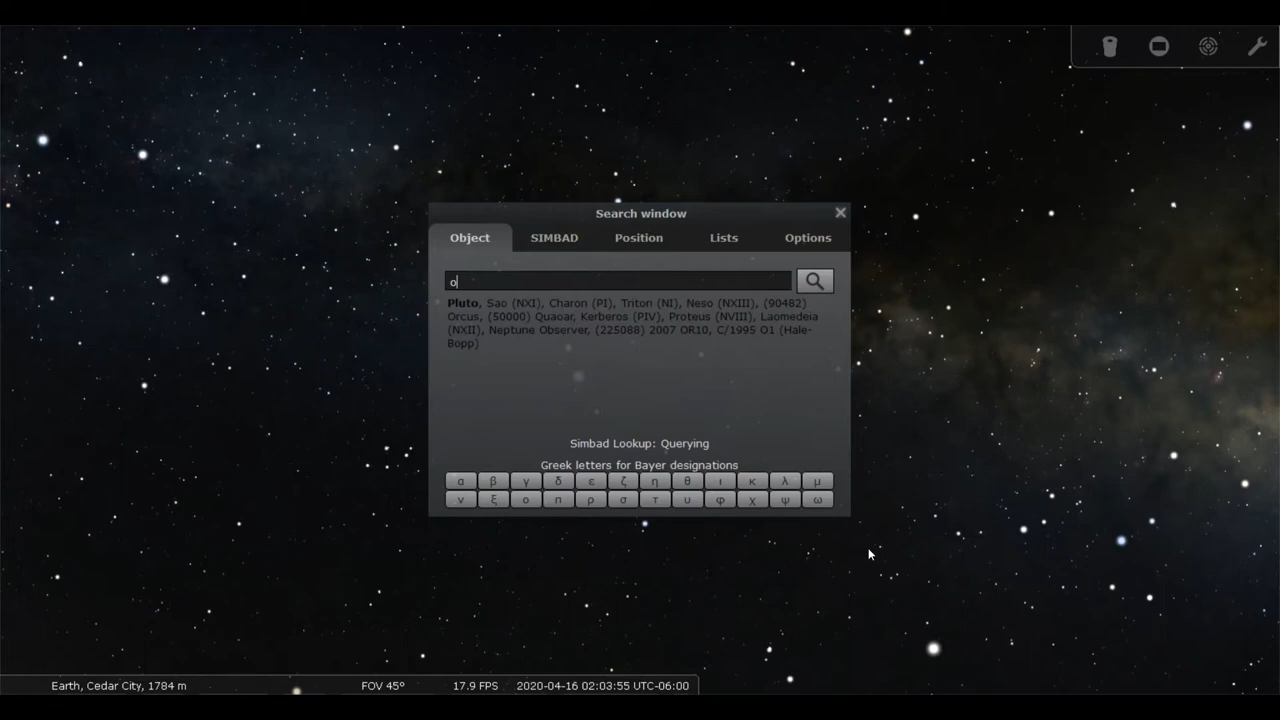 Search window
Object SIMBAD Position Lists Options
o
Pluto, Sao (NXI), Charon (PI), Triton (NI), Neso (NXIII), (90482)
Orcus, (50000) Quaoar, Kerberos (PIV), Proteus (NVIII), Laomedeia
(NXII), Neptune Observer, (225088) 2007 OR10, C/1995 O1 (Hale-
Bopp)
Simbad Lookup: Querying
Greek letters for Bayer designations
α β γ δ ε ζ η θ ι κ λ μ
ν ξ ο π ρ σ τ υ φ χ ψ ω
Earth, Cedar City, 1784 m FOV 45° 17.9 FPS 2020-04-16 02:03:55 UTC-06:00